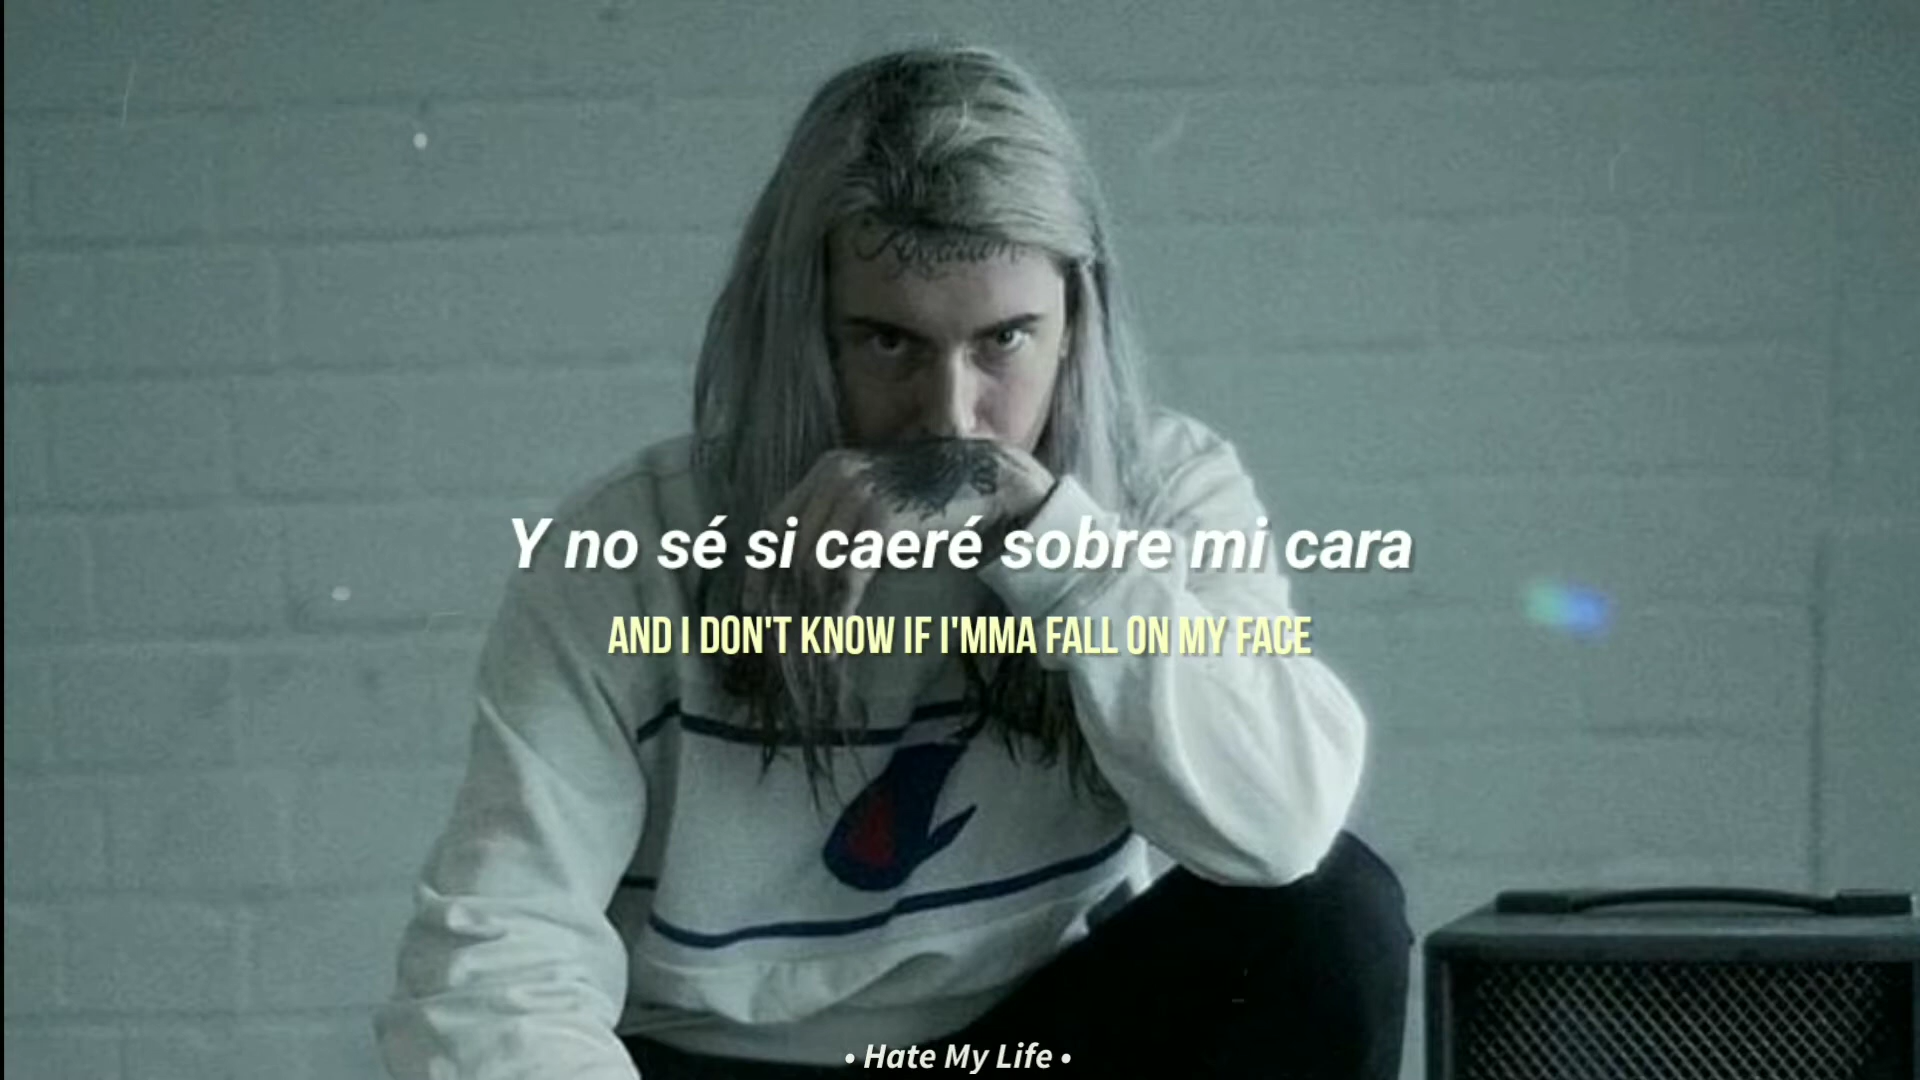 Y no sé si caeré sobre mi cara
AND I DON'T KNOW IF I'MMA FALL ON MY FACE
• Hate My Life •